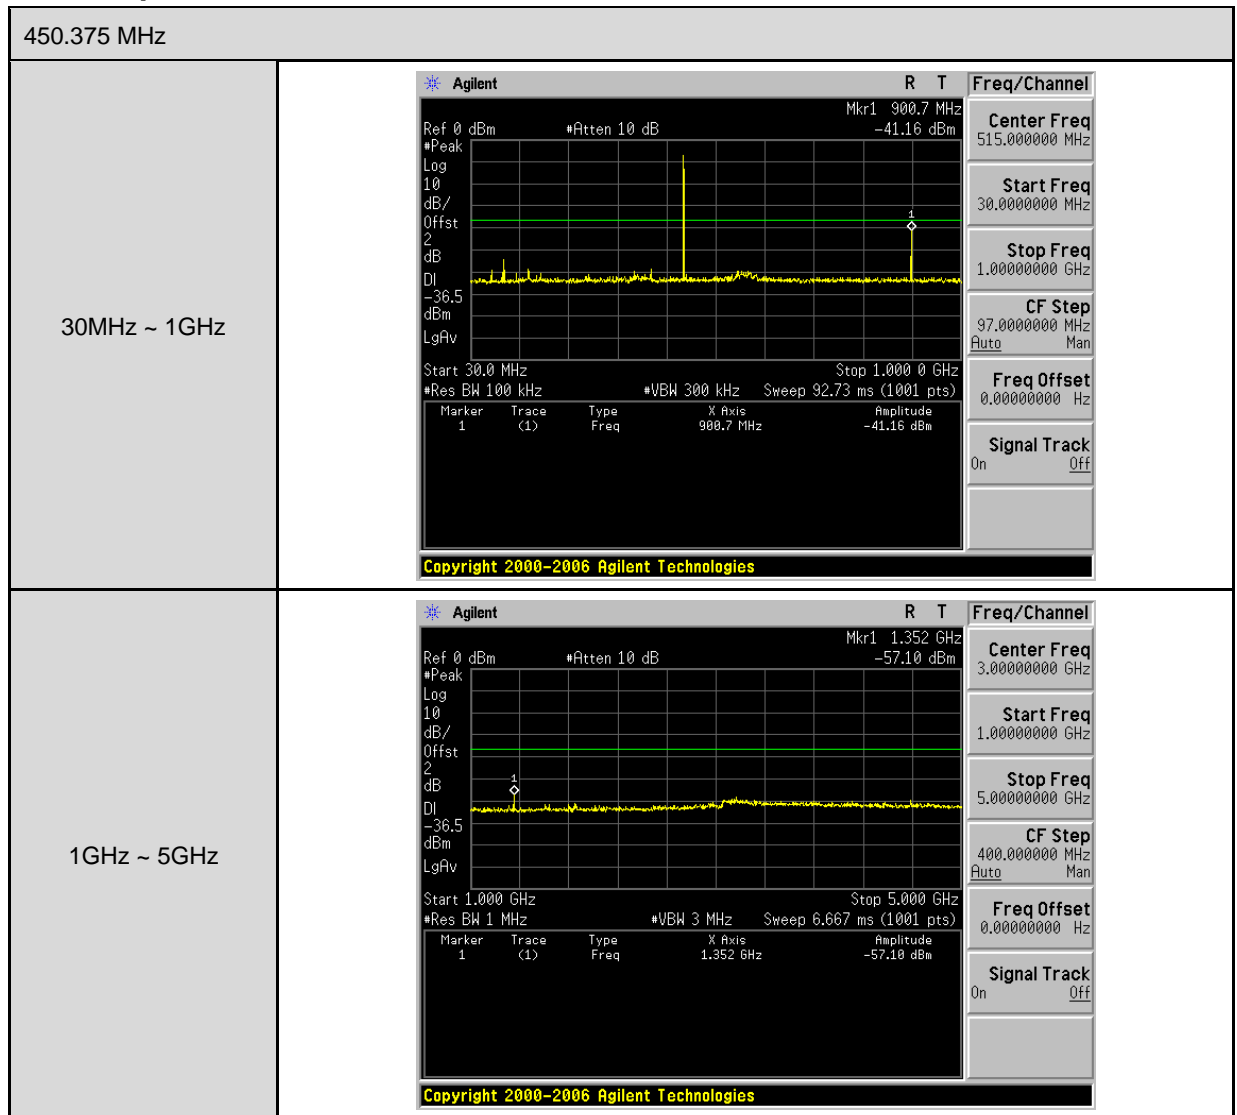 450.375 MHz
30MHz ~ 1GHz
Agilent R T Freq/Channel
Mkr1 900.7 MHz
Ref 0 dBm #Atten 10 dB -41.16 dBm
#Peak
Log
10
dB/
Offst
2
dB
DI
-36.5
dBm
LgAv
1
Start 30.0 MHz Stop 1.000 0 GHz
#Res BW 100 kHz #VBW 300 kHz Sweep 92.73 ms (1001 pts)
Marker Trace Type X Axis Amplitude
1 (1) Freq 900.7 MHz -41.16 dBm
Center Freq
515.000000 MHz
Start Freq
30.0000000 MHz
Stop Freq
1.00000000 GHz
CF Step
97.0000000 MHz
Auto Man
Freq Offset
0.00000000 Hz
Signal Track
On Off
Copyright 2000-2006 Agilent Technologies
1GHz ~ 5GHz
Agilent R T Freq/Channel
Mkr1 1.352 GHz
Ref 0 dBm #Atten 10 dB -57.10 dBm
#Peak
Log
10
dB/
Offst
2
dB
DI
-36.5
dBm
LgAv
1
Start 1.000 GHz Stop 5.000 GHz
#Res BW 1 MHz #VBW 3 MHz Sweep 6.667 ms (1001 pts)
Marker Trace Type X Axis Amplitude
1 (1) Freq 1.352 GHz -57.10 dBm
Center Freq
3.00000000 GHz
Start Freq
1.00000000 GHz
Stop Freq
5.00000000 GHz
CF Step
400.000000 MHz
Auto Man
Freq Offset
0.00000000 Hz
Signal Track
On Off
Copyright 2000-2006 Agilent Technologies